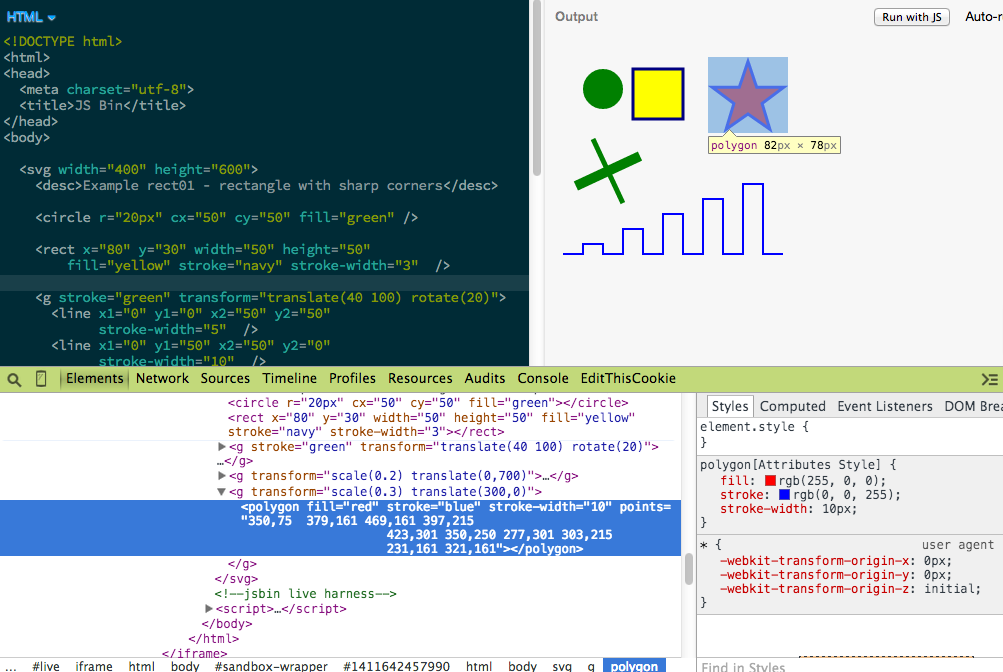 HTML
<!DOCTYPE html>
<html>
<head>
<meta charset="utf-8">
<title>JS Bin</title>
</head>
<body>
<svg width="400" height="600">
<desc>Example rect01 - rectangle with sharp corners</desc>
<circle r="20px" cx="50" cy="50" fill="green" />
<rect x="80" y="30" width="50" height="50"
fill="yellow" stroke="navy" stroke-width="3"  />
<g stroke="green" transform="translate(40 100) rotate(20)">
<line x1="0" y1="0" x2="50" y2="50"
stroke-width="5"  />
<line x1="0" y1="50" x2="50" y2="0"
stroke-width="10"  />
Output
Run with JS
Auto-r
polygon 82px × 78px
Elements Network Sources Timeline Profiles Resources Audits Console EditThisCookie
<circle r="20px" cx="50" cy="50" fill="green"></circle>
<rect x="80" y="30" width="50" height="50" fill="yellow"
stroke="navy" stroke-width="3"></rect>
<g stroke="green" transform="translate(40 100) rotate(20)">
…</g>
<g transform="scale(0.2) translate(0,700)">…</g>
<g transform="scale(0.3) translate(300,0)">
<polygon fill="red" stroke="blue" stroke-width="10" points=
"350,75  379,161 469,161 397,215
423,301 350,250 277,301 303,215
231,161 321,161"></polygon>
</g>
</svg>
<!--jsbin live harness-->
<script>…</script>
</body>
</html>
</iframe>
... #live iframe html body #sandbox-wrapper #1411642457990 html body svg g polygon
Styles Computed Event Listeners DOM Brea
element.style {
}
polygon[Attributes Style] {
fill: rgb(255, 0, 0);
stroke: rgb(0, 0, 255);
stroke-width: 10px;
}
* { user agent
-webkit-transform-origin-x: 0px;
-webkit-transform-origin-y: 0px;
-webkit-transform-origin-z: initial;
}
Find in Styles